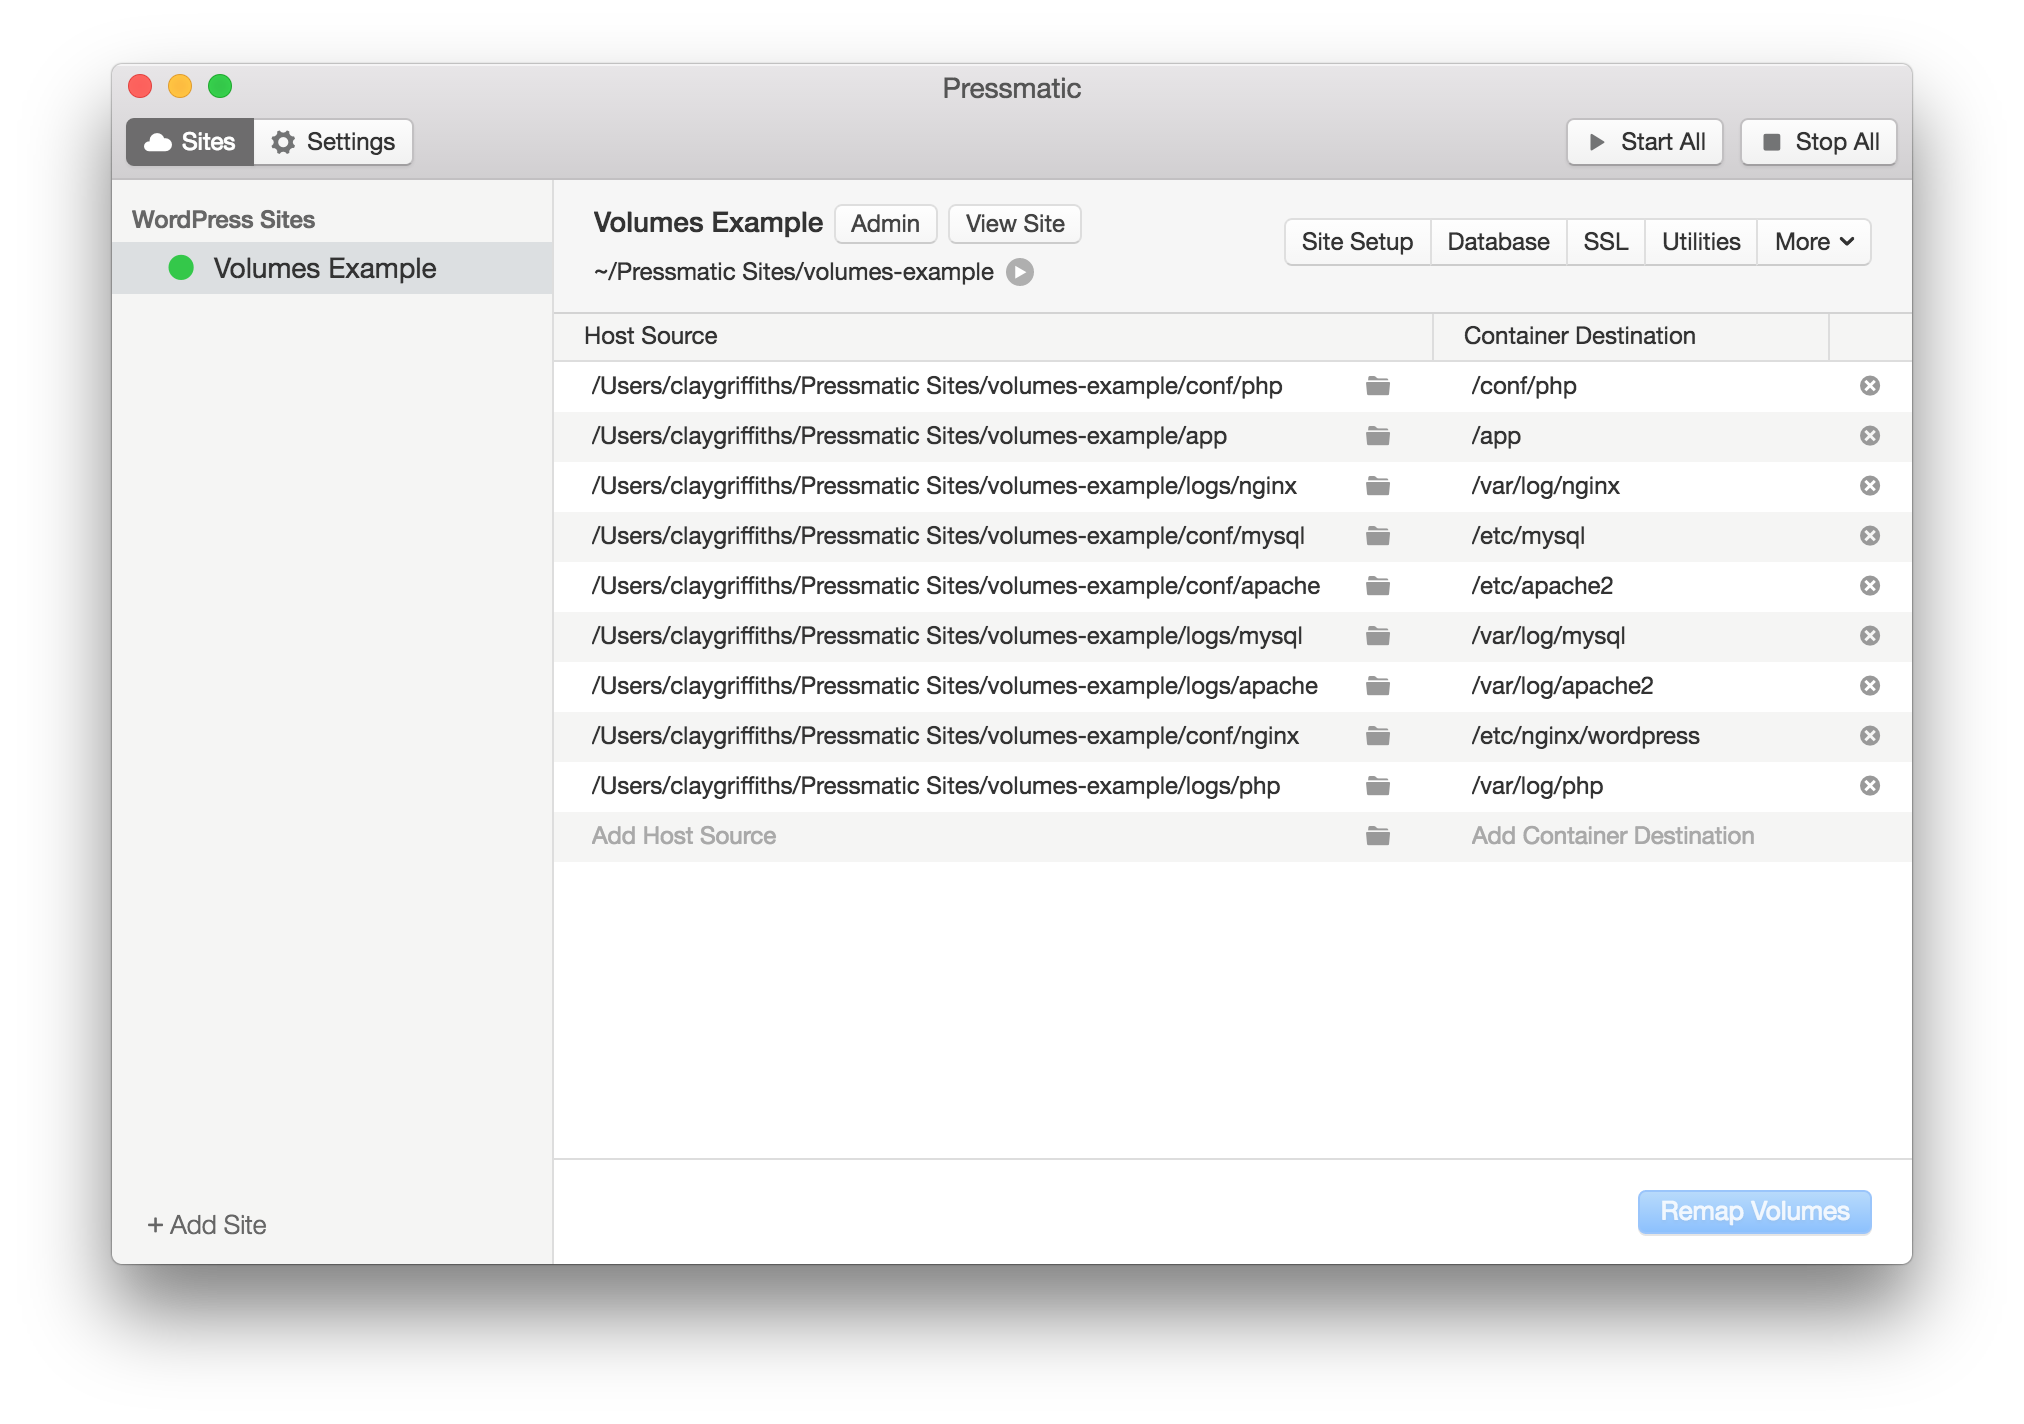 Pressmatic
Sites Settings Start All Stop All
WordPress Sites
Volumes Example
+ Add Site
Volumes Example Admin View Site
~/Pressmatic Sites/volumes-example
Site Setup Database SSL Utilities More
Host Source Container Destination
/Users/claygriffiths/Pressmatic Sites/volumes-example/conf/php /conf/php
/Users/claygriffiths/Pressmatic Sites/volumes-example/app /app
/Users/claygriffiths/Pressmatic Sites/volumes-example/logs/nginx /var/log/nginx
/Users/claygriffiths/Pressmatic Sites/volumes-example/conf/mysql /etc/mysql
/Users/claygriffiths/Pressmatic Sites/volumes-example/conf/apache /etc/apache2
/Users/claygriffiths/Pressmatic Sites/volumes-example/logs/mysql /var/log/mysql
/Users/claygriffiths/Pressmatic Sites/volumes-example/logs/apache /var/log/apache2
/Users/claygriffiths/Pressmatic Sites/volumes-example/conf/nginx /etc/nginx/wordpress
/Users/claygriffiths/Pressmatic Sites/volumes-example/logs/php /var/log/php
Add Host Source Add Container Destination
Remap Volumes